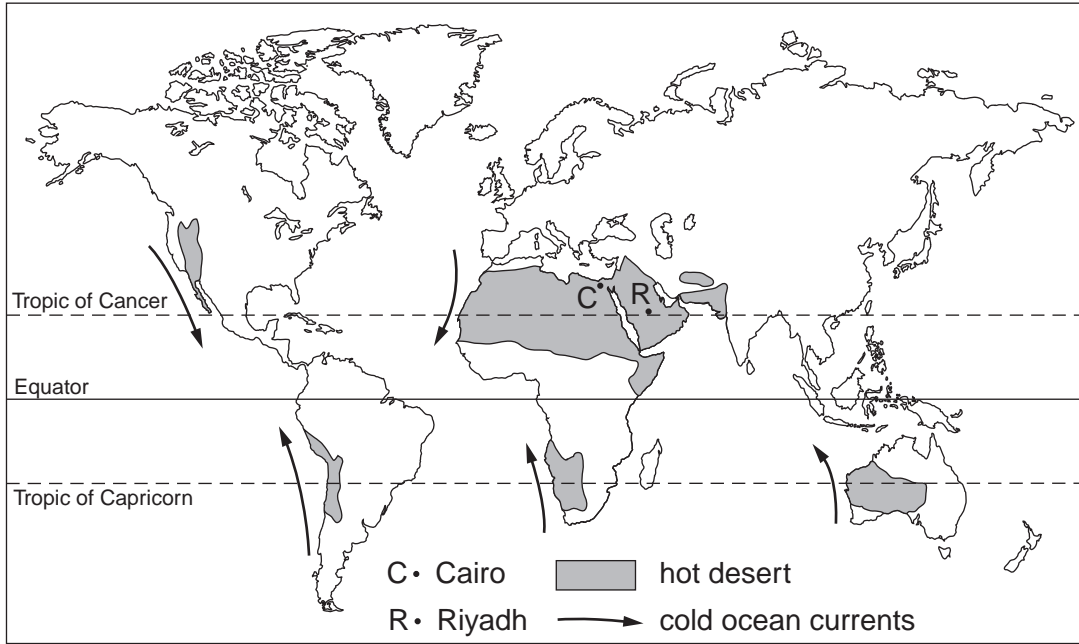 C
R
Tropic of Cancer
Equator
Tropic of Capricorn
C • Cairo
hot desert
R • Riyadh
cold ocean currents